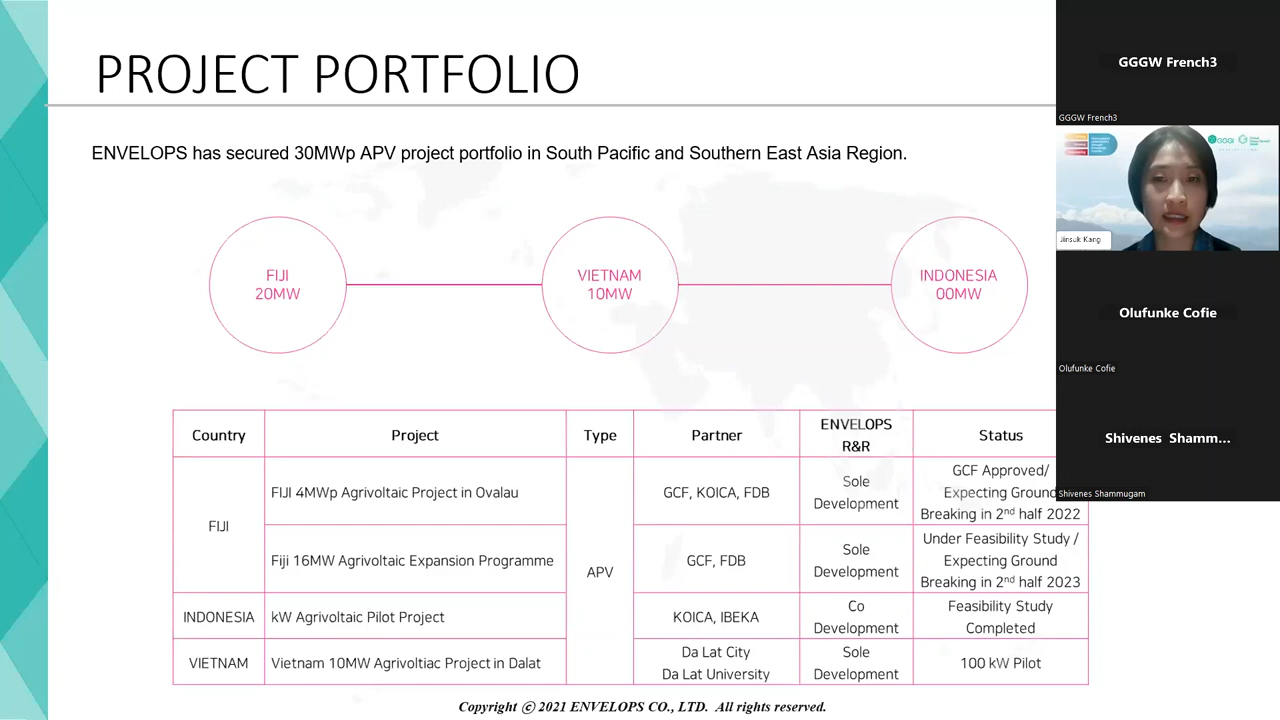 PROJECT PORTFOLIO
ENVELOPS has secured 30MWp APV project portfolio in South Pacific and Southern East Asia Region.
FIJI
20MW
VIETNAM
10MW
INDONESIA
00MW
Country
Project
Type
Partner
ENVELOPS
R&R
Status
FIJI
FIJI 4MWp Agrivoltaic Project in Ovalau
APV
GCF, KOICA, FDB
Sole
Development
GCF Approved/
Expecting Ground
Breaking in 2nd half 2022
Fiji 16MW Agrivoltaic Expansion Programme
GCF, FDB
Sole
Development
Under Feasibility Study /
Expecting Ground
Breaking in 2nd half 2023
INDONESIA
kW Agrivoltaic Pilot Project
KOICA, IBEKA
Co
Development
Feasibility Study
Completed
VIETNAM
Vietnam 10MW Agrivoltiac Project in Dalat
Da Lat City
Da Lat University
Sole
Development
100 kW Pilot
Copyright ⓒ 2021 ENVELOPS CO., LTD. All rights reserved.
GGGW French3
GGGW French3
GGGI
Jinsuk Kang
Olufunke Cofie
Olufunke Cofie
Shivenes Shamm...
Shivenes Shammugam